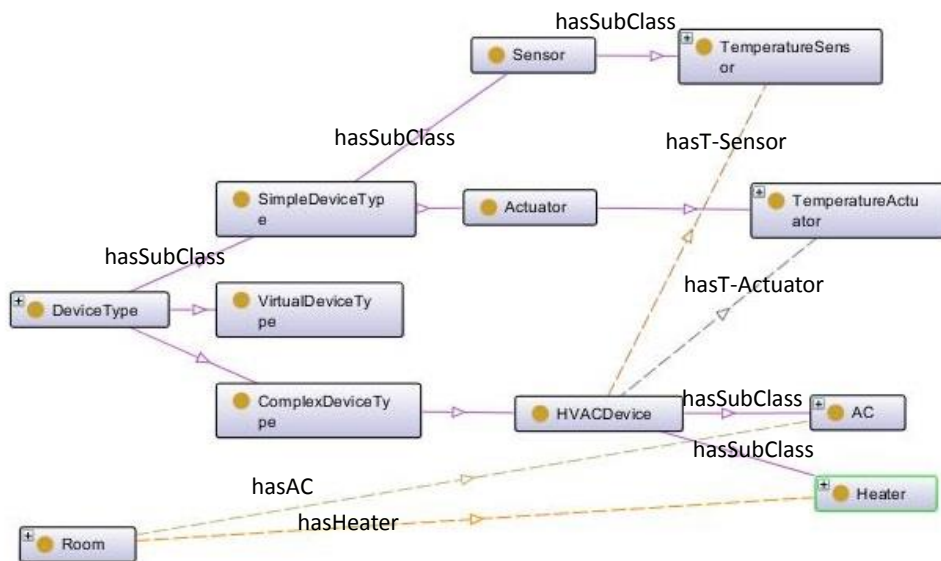 hasSubClass
Sensor
TemperatureSens
or
hasSubClass
hasT-Sensor
SimpleDeviceTyp
e
Actuator
TemperatureActu
ator
hasSubClass
hasT-Actuator
DeviceType
VirtualDeviceTy
pe
ComplexDeviceTy
pe
HVACDevice
hasSubClass
AC
hasSubClass
hasAC
Heater
hasHeater
Room